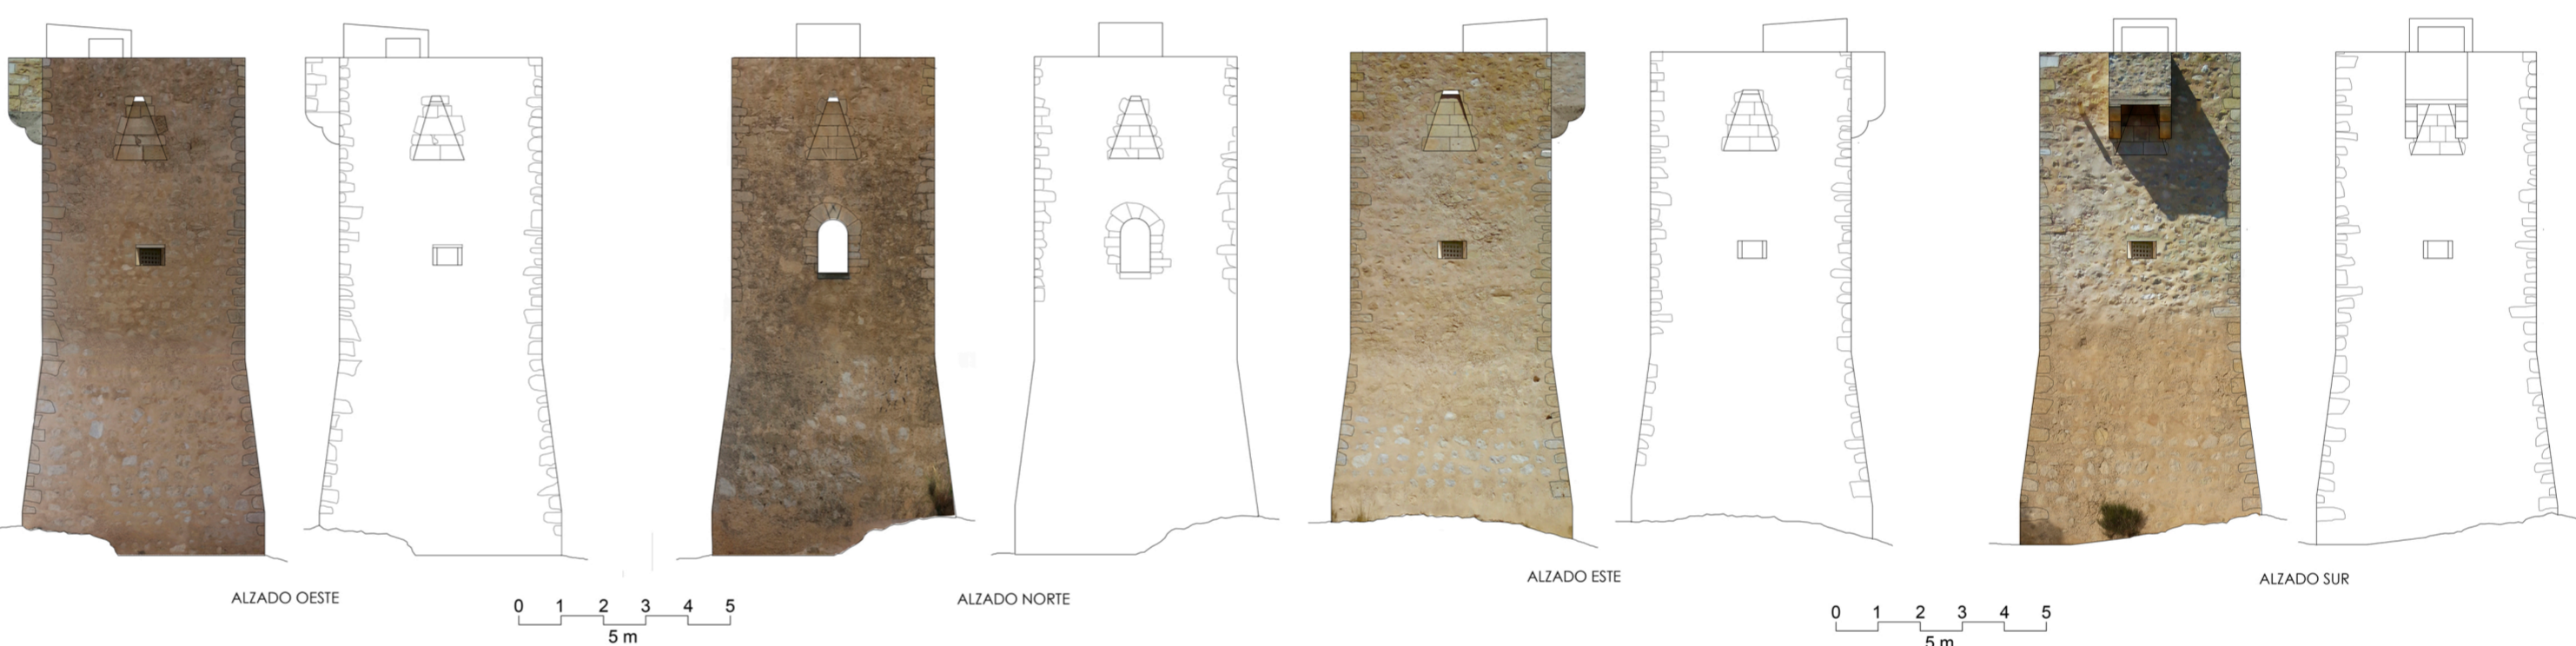 ALZADO OESTE
0 1 2 3 4 5
5 m
ALZADO NORTE
ALZADO ESTE
0 1 2 3 4 5
5 m
ALZADO SUR